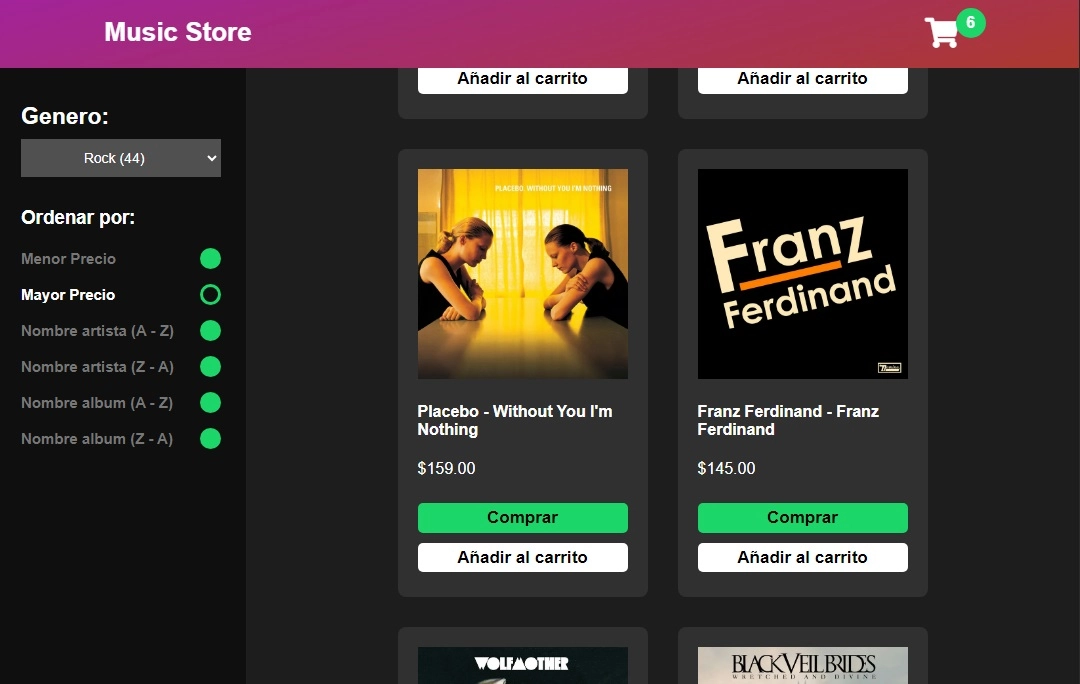 Music Store
6
Genero:
Rock (44)
Ordenar por:
Menor Precio
Mayor Precio
Nombre artista (A - Z)
Nombre artista (Z - A)
Nombre album (A - Z)
Nombre album (Z - A)
Añadir al carrito
Añadir al carrito
PLACEBO WITHOUT YOU I'M NOTHING
Placebo - Without You I'm
Nothing
$159.00
Comprar
Añadir al carrito
Franz
Ferdinand
Franz Ferdinand - Franz
Ferdinand
$145.00
Comprar
Añadir al carrito
WOLFMOTHER
BLACK VEIL BRIDES
WRETCHED AND DIVINE